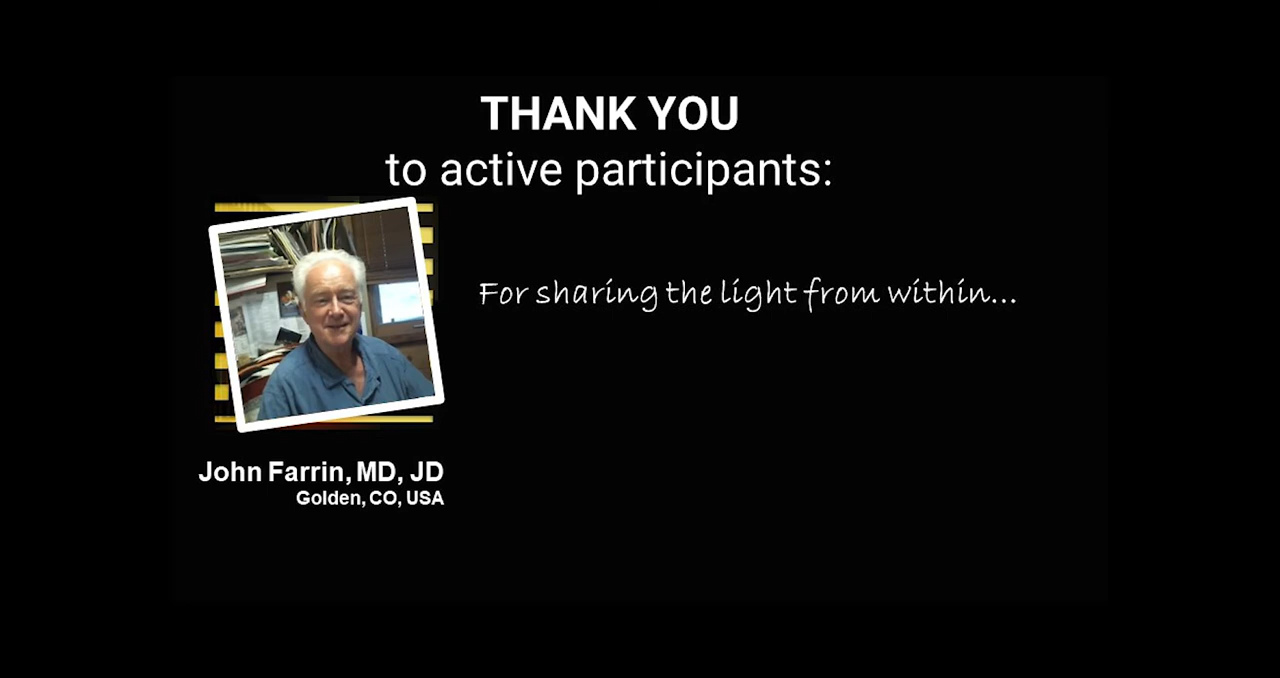 THANK YOU
to active participants:
For sharing the light from within...
John Farrin, MD, JD
Golden, CO, USA